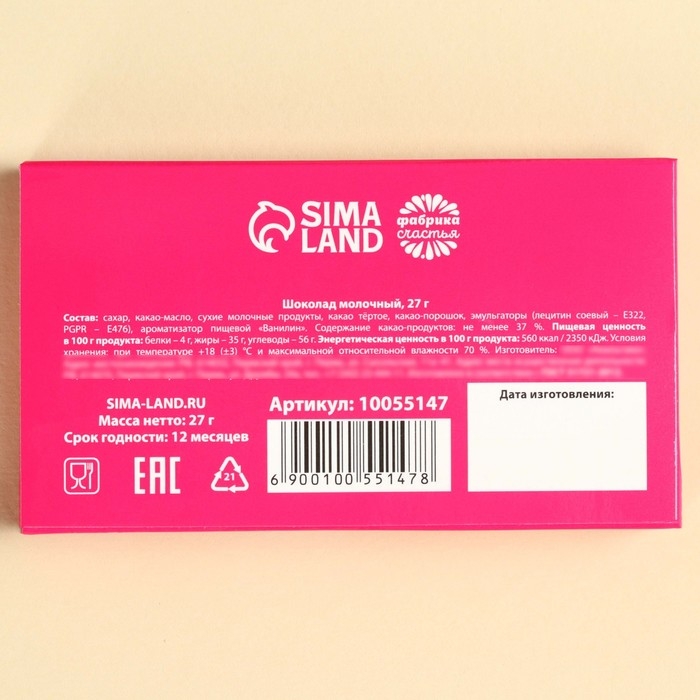 SIMA
LAND
фабрика
счастья
Шоколад молочный, 27 г
Состав: сахар, какао-масло, сухие молочные продукты, какао тёртое, какао-порошок, эмульгаторы (лецитин соевый – Е322,
PGPR – Е476), ароматизатор пищевой «Ванилин». Содержание какао-продуктов: не менее 37 %. Пищевая ценность
в 100 г продукта: белки – 4 г, жиры – 35 г, углеводы – 56 г. Энергетическая ценность в 100 г продукта: 560 ккал / 2350 кДж. Условия
хранения: при температуре +18 (±3) °С и максимальной относительной влажности 70 %. Изготовитель:
SIMA-LAND.RU
Масса нетто: 27 г
Срок годности: 12 месяцев
Артикул: 10055147
Дата изготовления:
EAC
21
6 900100 551478